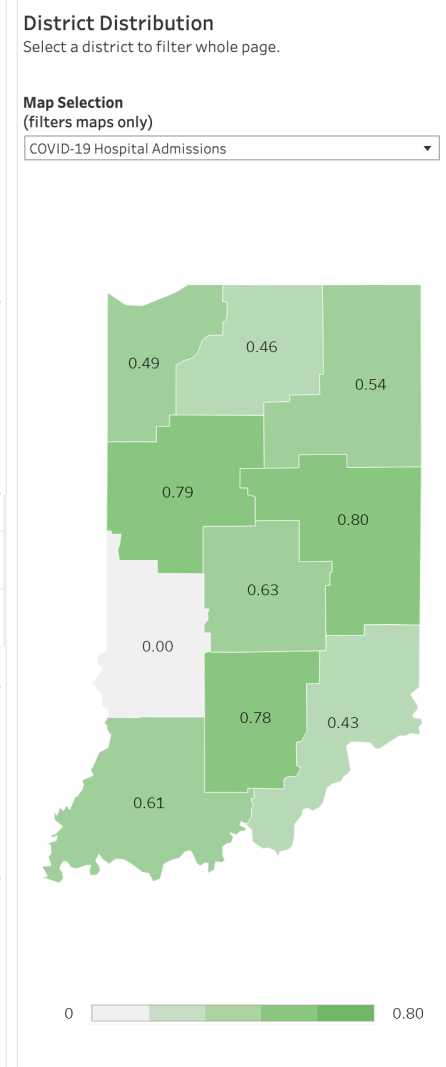 District Distribution
Select a district to filter whole page.
Map Selection
(filters maps only)
COVID-19 Hospital Admissions
0.46
0.49
0.54
0.79
0.80
0.63
0.00
0.78
0.43
0.61
0
0.80